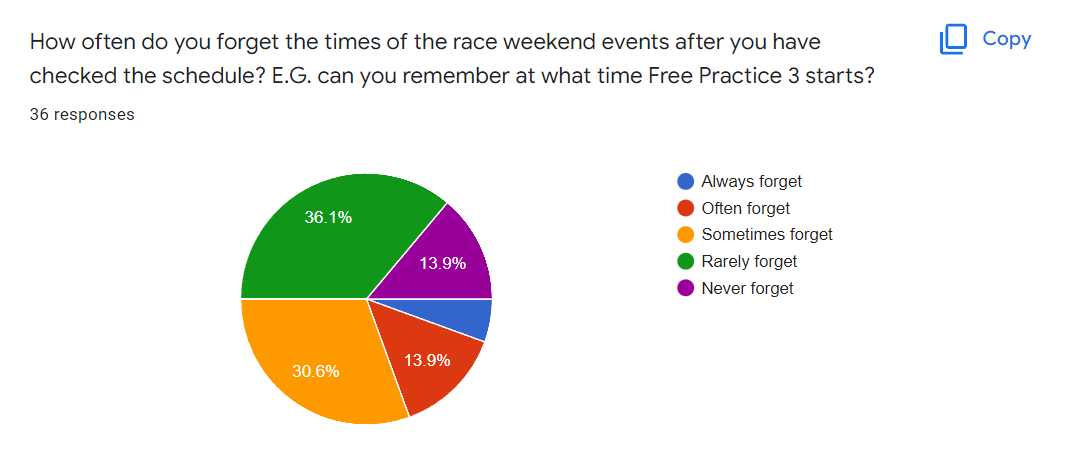 How often do you forget the times of the race weekend events after you have
checked the schedule? E.G. can you remember at what time Free Practice 3 starts?
Copy
36 responses
36.1%
13.9%
13.9%
30.6%
Always forget
Often forget
Sometimes forget
Rarely forget
Never forget